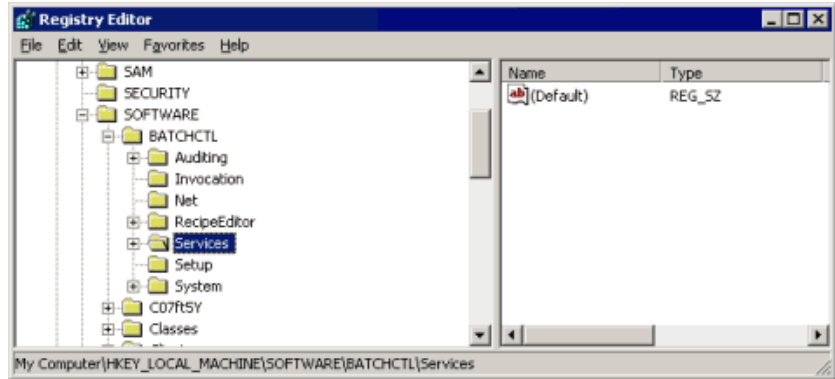 Registry Editor
File Edit View Favorites Help
SAM
SECURITY
SOFTWARE
BATCHCTL
Auditing
Invocation
Net
RecipeEditor
Services
Setup
System
C07ft5Y
Classes
Name Type
ab (Default) REG_SZ
My Computer\HKEY_LOCAL_MACHINE\SOFTWARE\BATCHCTL\Services